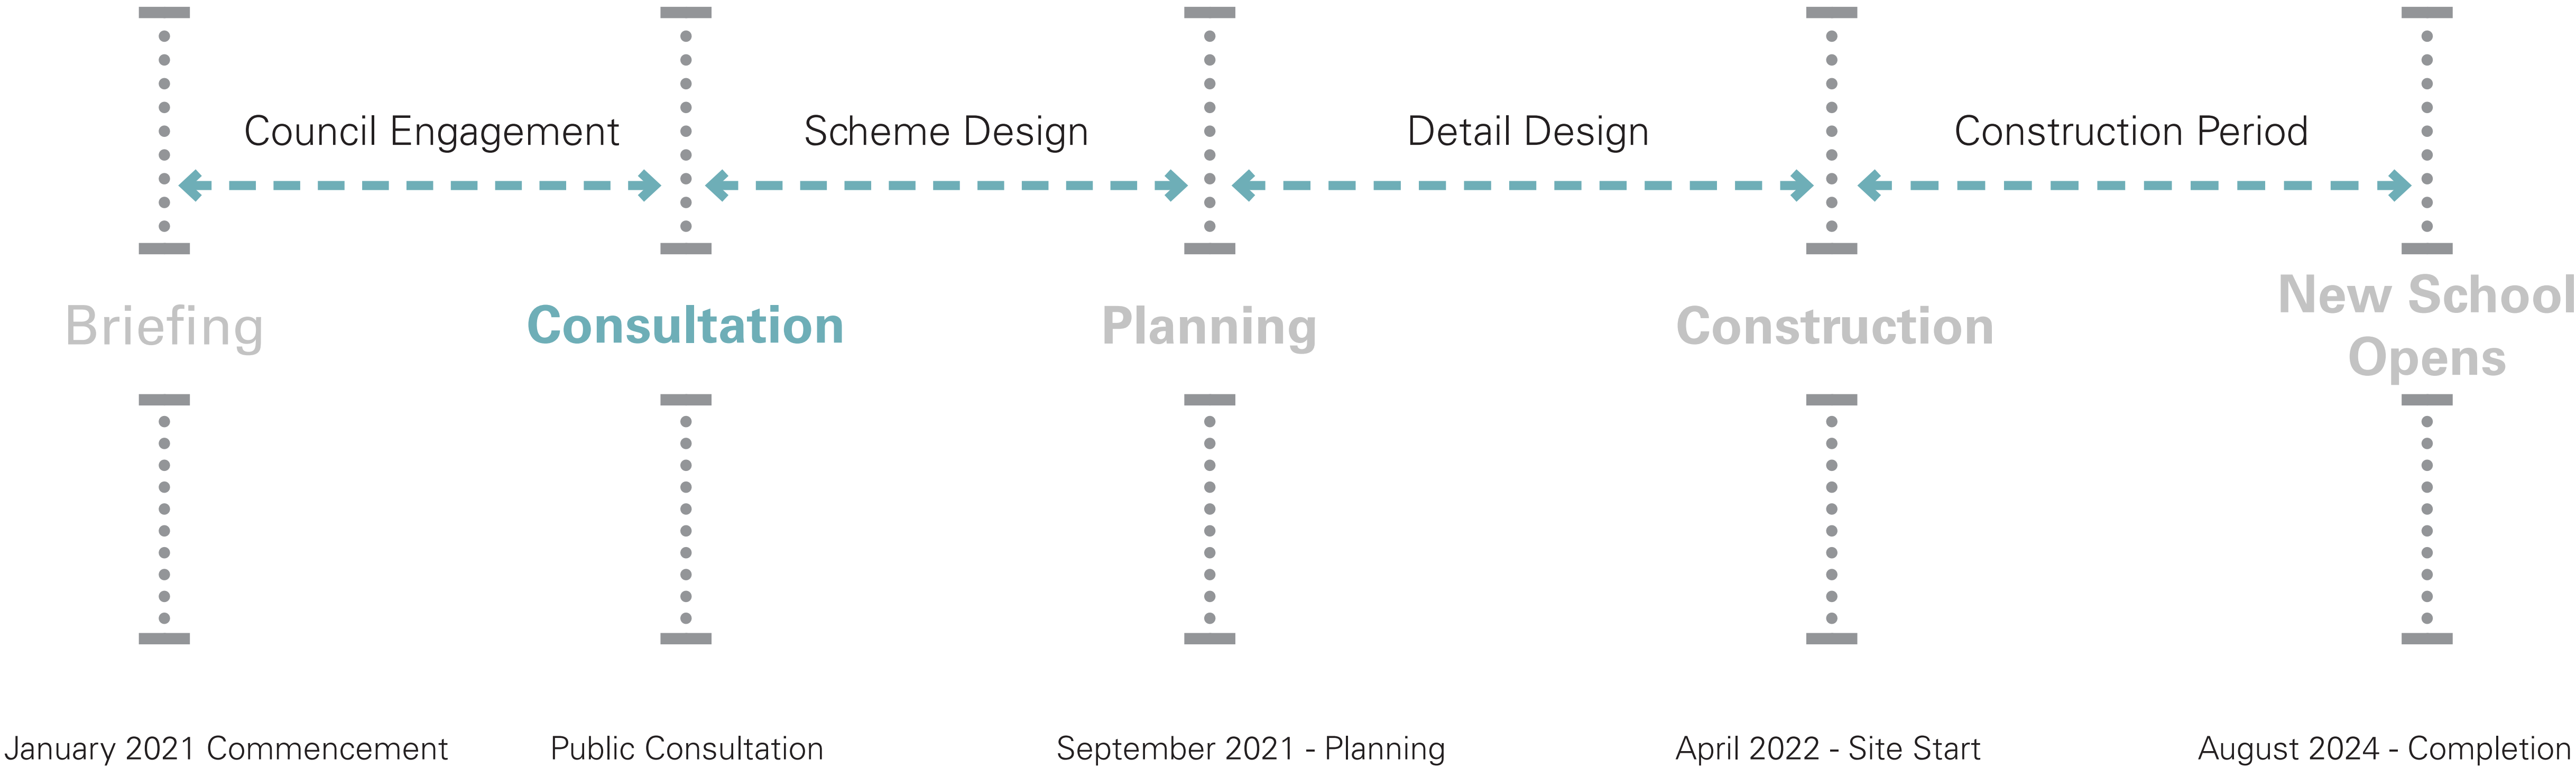 Council Engagement
Scheme Design
Detail Design
Construction Period
Briefing
Consultation
Planning
Construction
New School
Opens
January 2021 Commencement
Public Consultation
September 2021 - Planning
April 2022 - Site Start
August 2024 - Completion